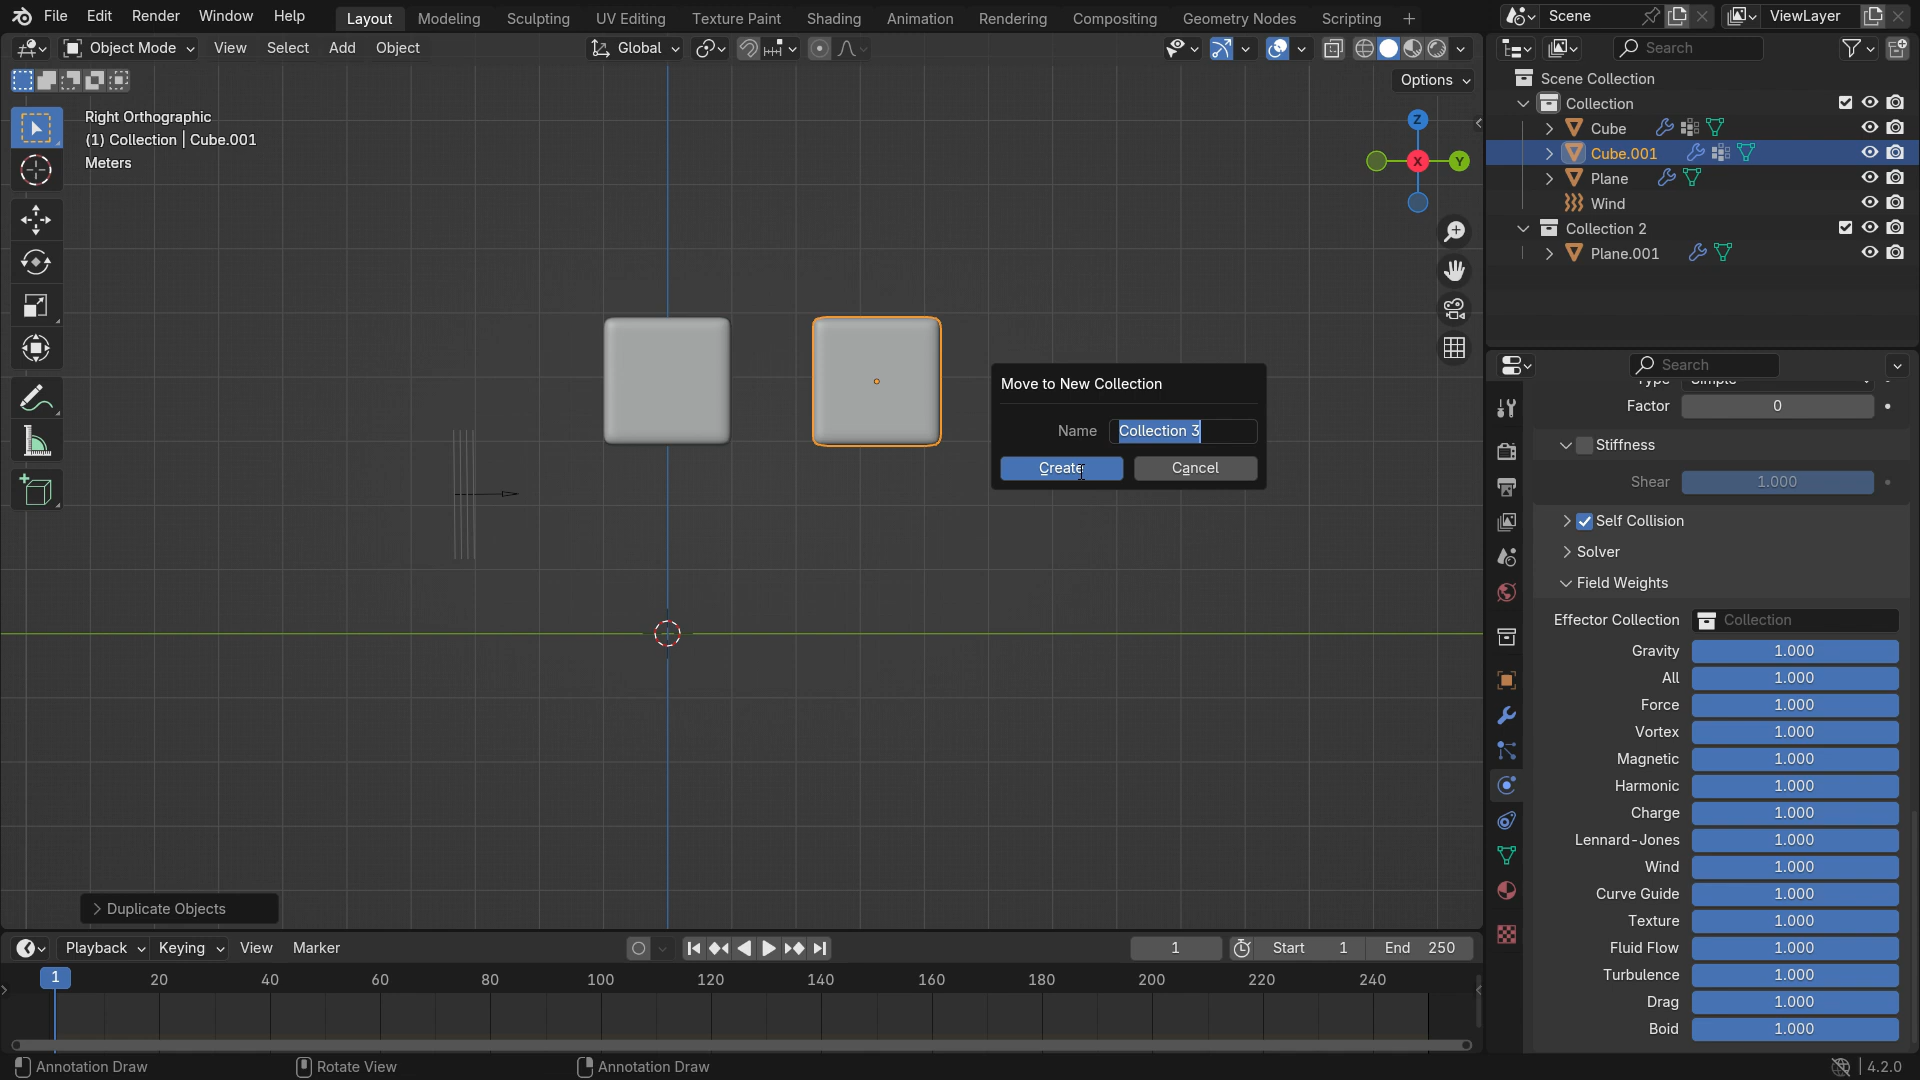 File Edit Render Window Help
Layout Modeling Sculpting UV Editing Texture Paint Shading Animation Rendering Compositing Geometry Nodes Scripting +
Scene
ViewLayer
Object Mode View Select Add Object
Global
Search
Options
Right Orthographic
(1) Collection | Cube.001
Meters
Z
X
Y
Scene Collection
Collection
Cube
Cube.001
Plane
Wind
Collection 2
Plane.001
Move to New Collection
Name Collection 3
Create Cancel
Search
Type Simple
Factor 0
Stiffness
Shear 1.000
Self Collision
Solver
Field Weights
Effector Collection Collection
Gravity 1.000
All 1.000
Force 1.000
Vortex 1.000
Magnetic 1.000
Harmonic 1.000
Charge 1.000
Lennard-Jones 1.000
Wind 1.000
Curve Guide 1.000
Texture 1.000
Fluid Flow 1.000
Turbulence 1.000
Drag 1.000
Boid 1.000
Duplicate Objects
Playback Keying View Marker
1
Start 1
End 250
1 20 40 60 80 100 120 140 160 180 200 220 240
Annotation Draw
Rotate View
Annotation Draw
4.2.0